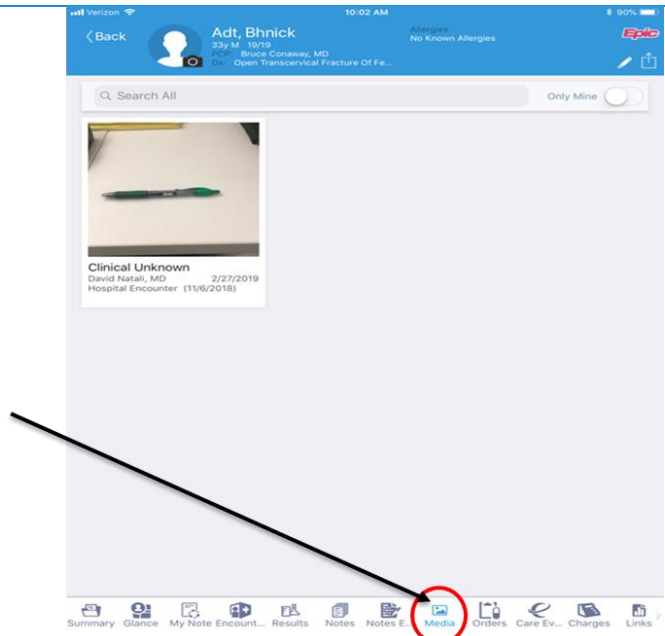 Verizon 10:02 AM 90%
Back
Adt, Bhnick
33y M 19/19
PCP: Bruce Conaway, MD
Dx: Open Transcervical Fracture Of Fe...
Allergies
No Known Allergies
Epic
Search All
Only Mine
Clinical Unknown
David Natali, MD 2/27/2019
Hospital Encounter (11/6/2018)
Summary Glance My Note Encount... Results Notes Notes E... Media Orders Care Ev... Charges Links